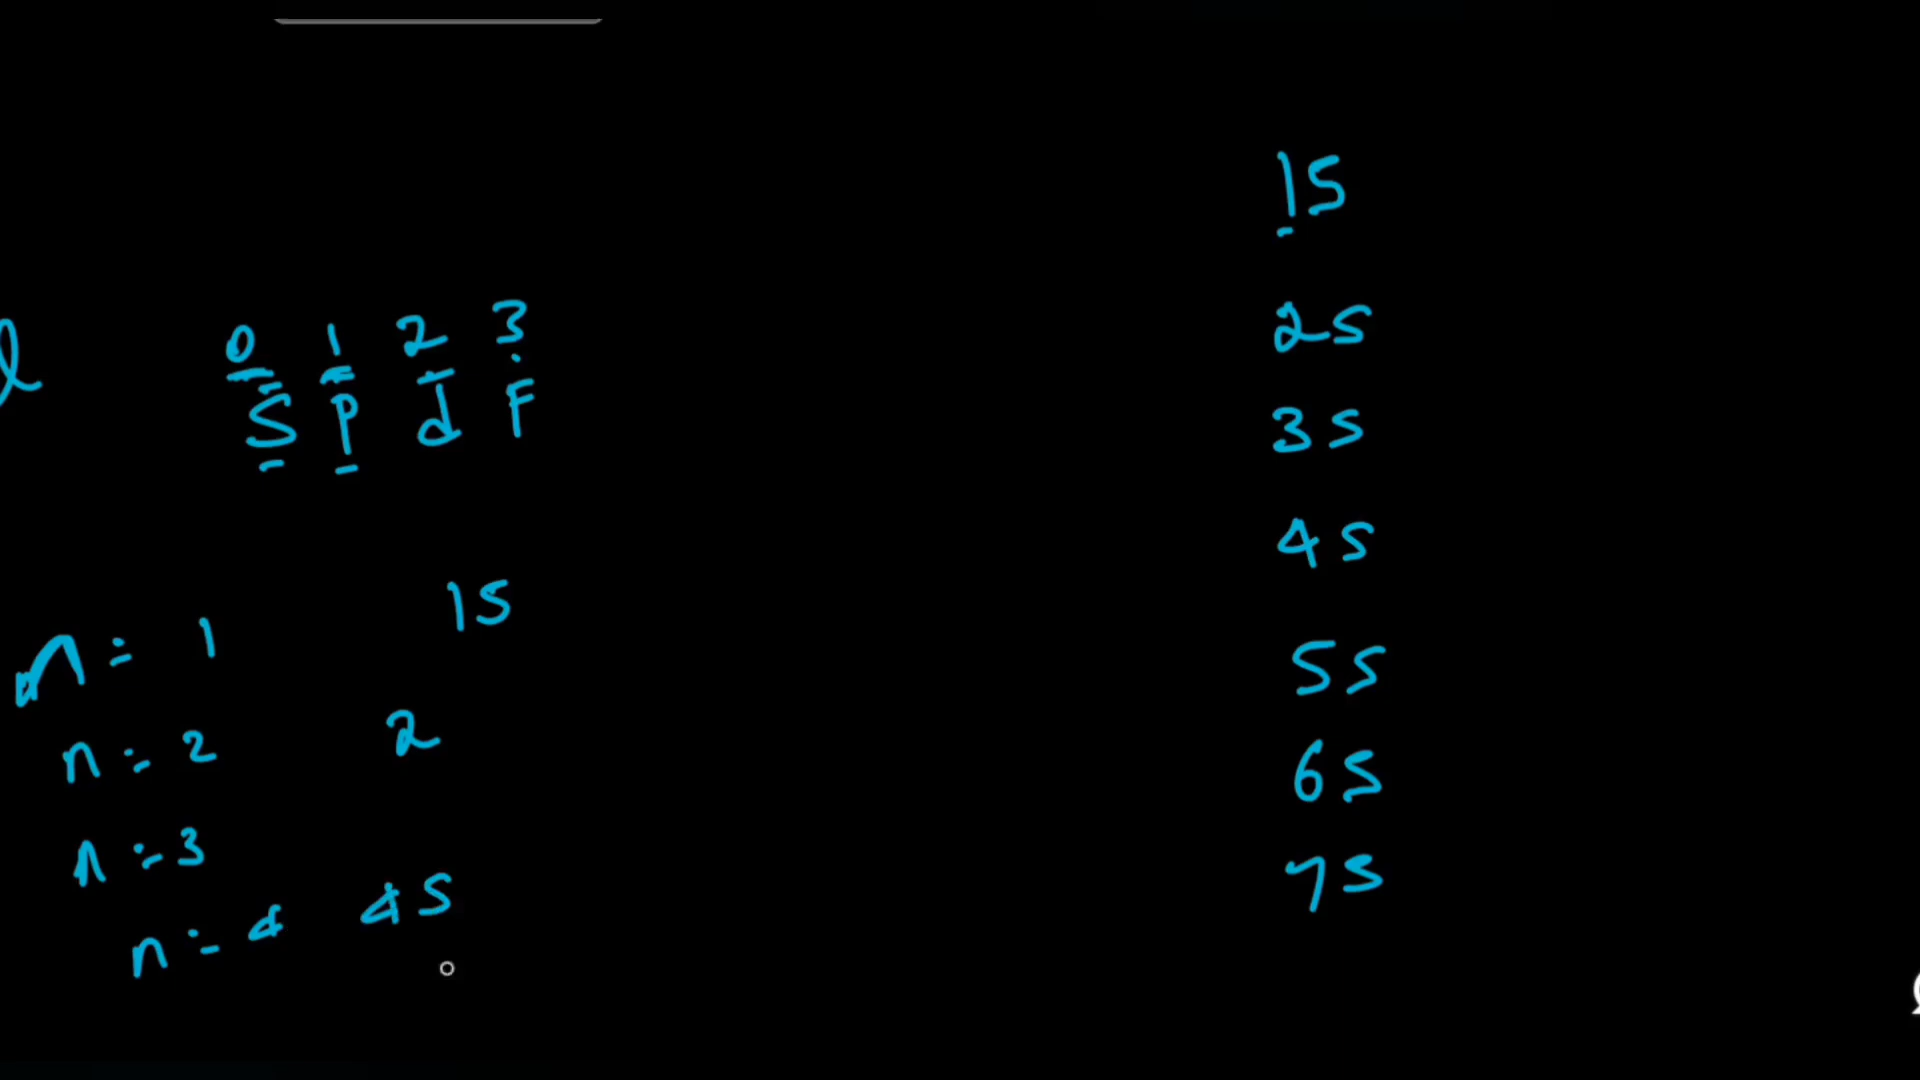 l
0 1 2 3
S P d F
n = 1 1S
n = 2 2
n = 3
n = 4 4S
1S
2S
3S
4S
5S
6S
7S